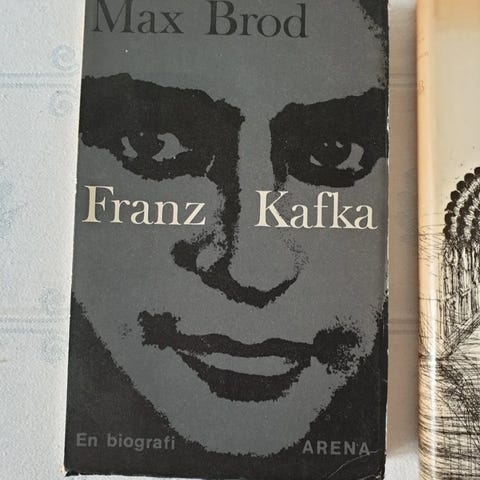 Max Brod
Franz Kafka
En biografi ARENA